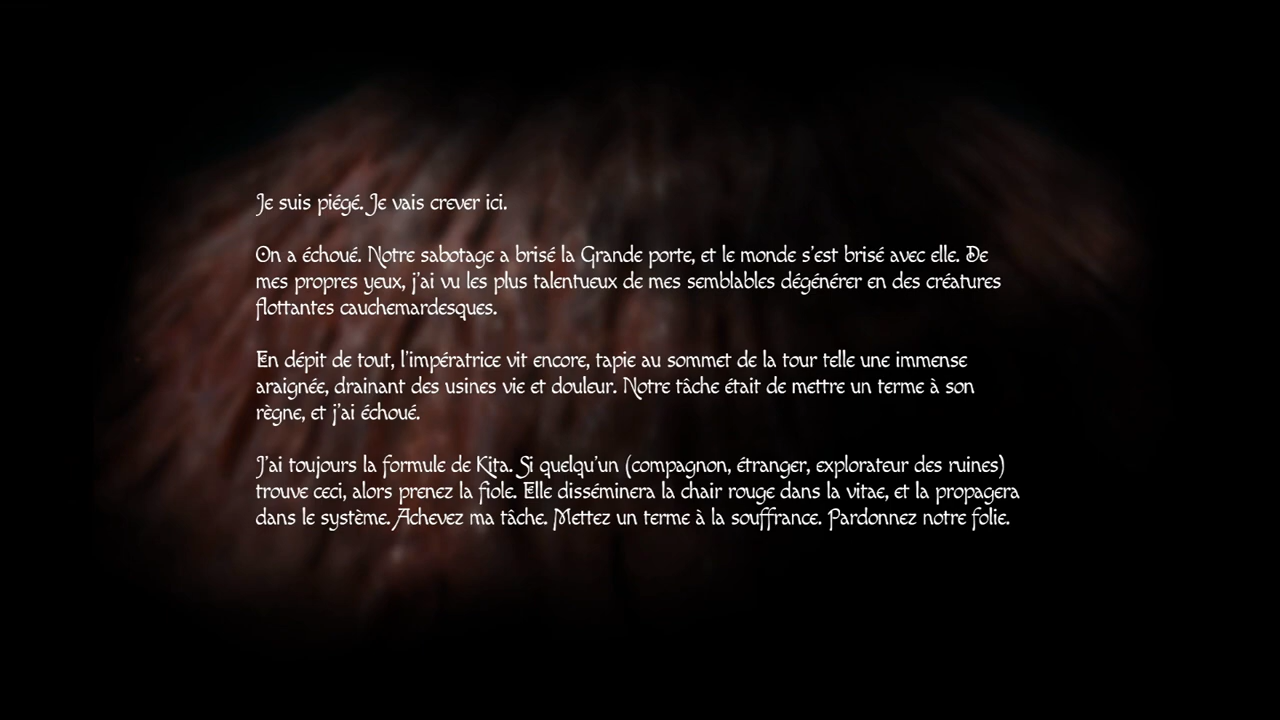 Je suis piégé. Je vais crever ici.
On a échoué. Notre sabotage a brisé la Grande porte, et le monde s'est brisé avec elle. De
mes propres yeux, j'ai vu les plus talentueux de mes semblables dégénérer en des créatures
flottantes cauchemardesques.
En dépit de tout, l'impératrice vit encore, tapie au sommet de la tour telle une immense
araignée, drainant des usines vie et douleur. Notre tâche était de mettre un terme à son
règne, et j'ai échoué.
J'ai toujours la formule de Kita. Si quelqu'un (compagnon, étranger, explorateur des ruines)
trouve ceci, alors prenez la fiole. Elle disséminera la chair rouge dans la vitae, et la propagera
dans le système. Achevez ma tâche. Mettez un terme à la souffrance. Pardonnez notre folie.